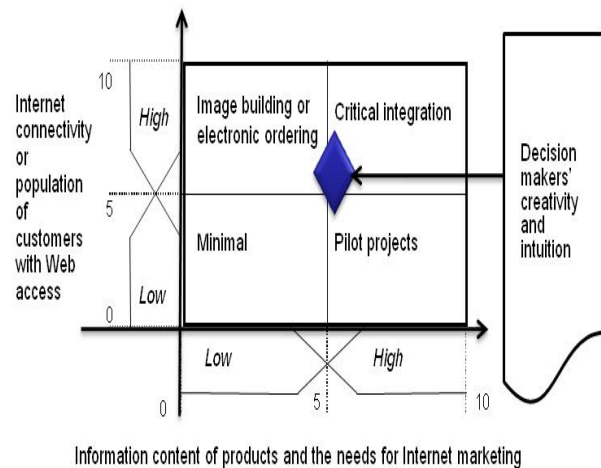 10
Internet
connectivity
or
population
of
customers
with Web
access
High
5
Low
0
Image building or
electronic ordering
Critical integration
Minimal
Pilot projects
Decision
makers'
creativity
and
intuition
Low
High
0
5
10
Information content of products and the needs for Internet marketing